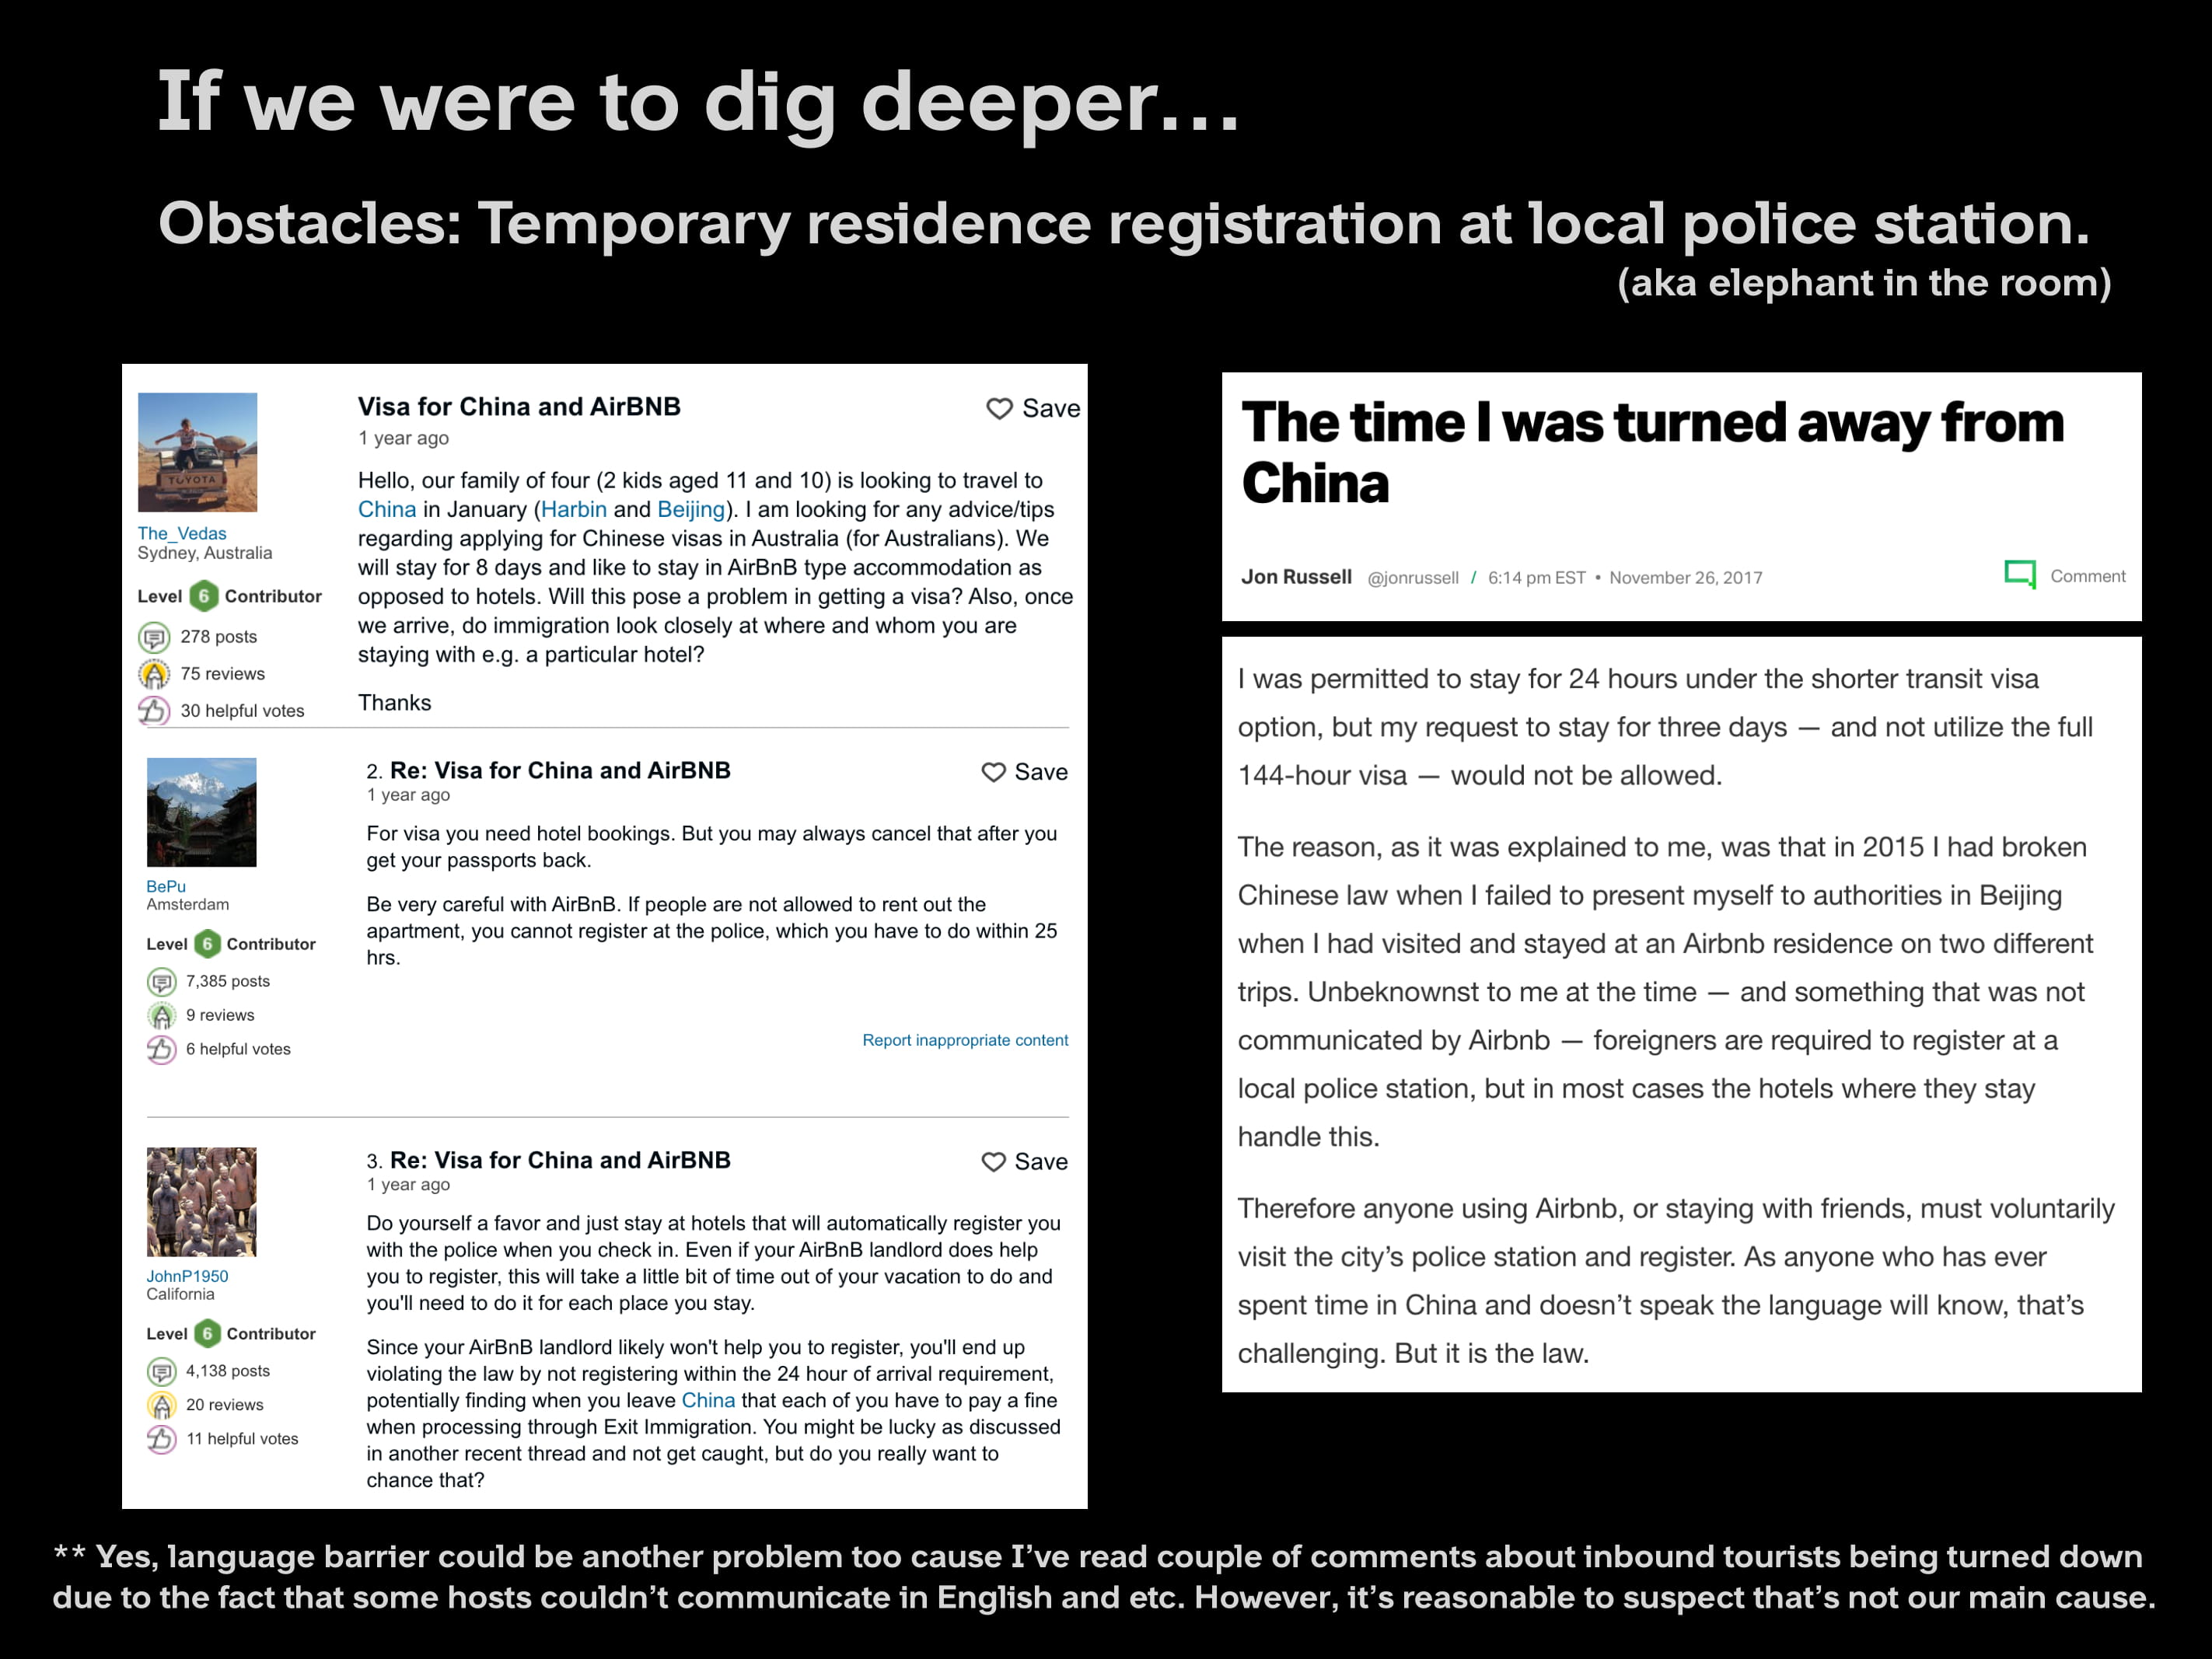 If we were to dig deeper...
Obstacles: Temporary residence registration at local police station.
(aka elephant in the room)
Visa for China and AirBNB
Save
1 year ago
TOYOTA
The_Vedas
Sydney, Australia
Level 6 Contributor
278 posts
75 reviews
30 helpful votes
Hello, our family of four (2 kids aged 11 and 10) is looking to travel to
China in January (Harbin and Beijing). I am looking for any advice/tips
regarding applying for Chinese visas in Australia (for Australians). We
will stay for 8 days and like to stay in AirBnB type accommodation as
opposed to hotels. Will this pose a problem in getting a visa? Also, once
we arrive, do immigration look closely at where and whom you are
staying with e.g. a particular hotel?
Thanks
2. Re: Visa for China and AirBNB
Save
1 year ago
BePu
Amsterdam
Level 6 Contributor
7,385 posts
9 reviews
6 helpful votes
For visa you need hotel bookings. But you may always cancel that after you
get your passports back.
Be very careful with AirBnB. If people are not allowed to rent out the
apartment, you cannot register at the police, which you have to do within 25
hrs.
Report inappropriate content
3. Re: Visa for China and AirBNB
Save
1 year ago
JohnP1950
California
Level 6 Contributor
4,138 posts
20 reviews
11 helpful votes
Do yourself a favor and just stay at hotels that will automatically register you
with the police when you check in. Even if your AirBnB landlord does help
you to register, this will take a little bit of time out of your vacation to do and
you'll need to do it for each place you stay.
Since your AirBnB landlord likely won't help you to register, you'll end up
violating the law by not registering within the 24 hour of arrival requirement,
potentially finding when you leave China that each of you have to pay a fine
when processing through Exit Immigration. You might be lucky as discussed
in another recent thread and not get caught, but do you really want to
chance that?
The time I was turned away from
China
Jon Russell @jonrussell / 6:14 pm EST • November 26, 2017
Comment
I was permitted to stay for 24 hours under the shorter transit visa
option, but my request to stay for three days — and not utilize the full
144-hour visa — would not be allowed.
The reason, as it was explained to me, was that in 2015 I had broken
Chinese law when I failed to present myself to authorities in Beijing
when I had visited and stayed at an Airbnb residence on two different
trips. Unbeknownst to me at the time — and something that was not
communicated by Airbnb — foreigners are required to register at a
local police station, but in most cases the hotels where they stay
handle this.
Therefore anyone using Airbnb, or staying with friends, must voluntarily
visit the city’s police station and register. As anyone who has ever
spent time in China and doesn’t speak the language will know, that’s
challenging. But it is the law.
** Yes, language barrier could be another problem too cause I’ve read couple of comments about inbound tourists being turned down
due to the fact that some hosts couldn’t communicate in English and etc. However, it’s reasonable to suspect that’s not our main cause.